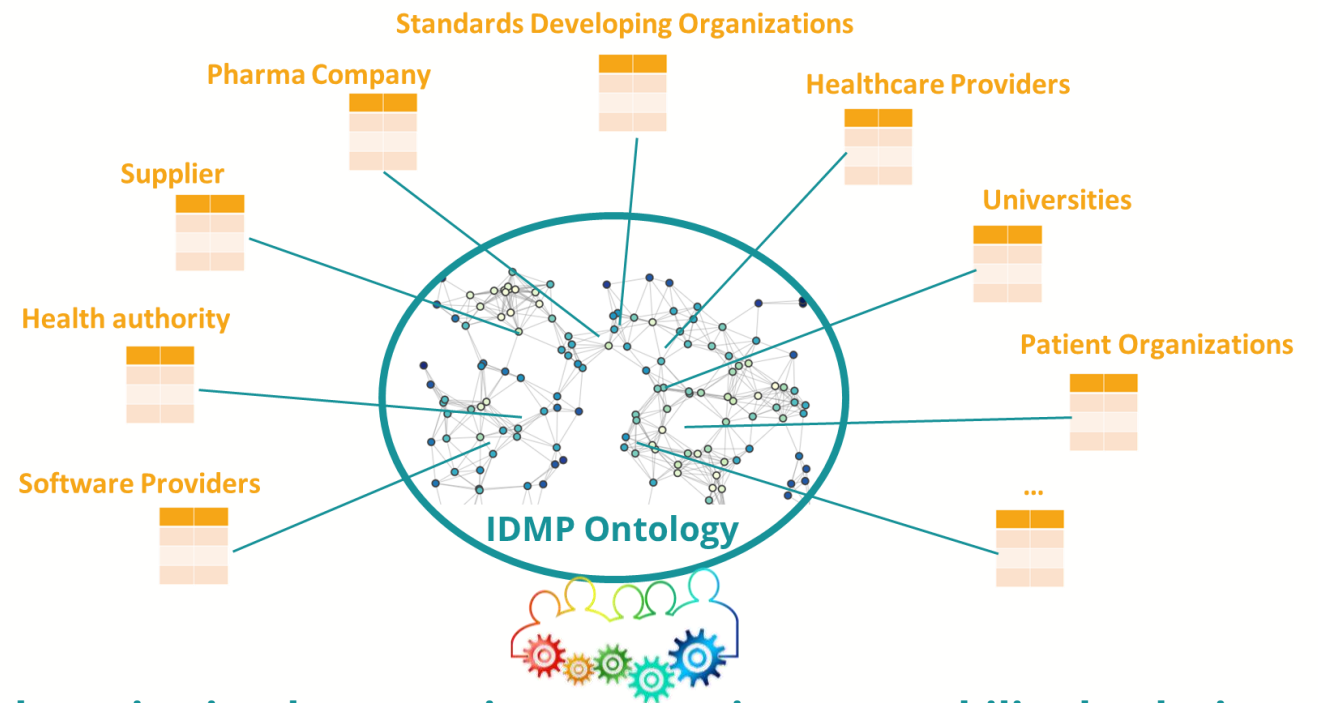 Standards Developing Organizations
Pharma Company
Healthcare Providers
Supplier
Universities
Health authority
Patient Organizations
Software Providers
...
IDMP Ontology